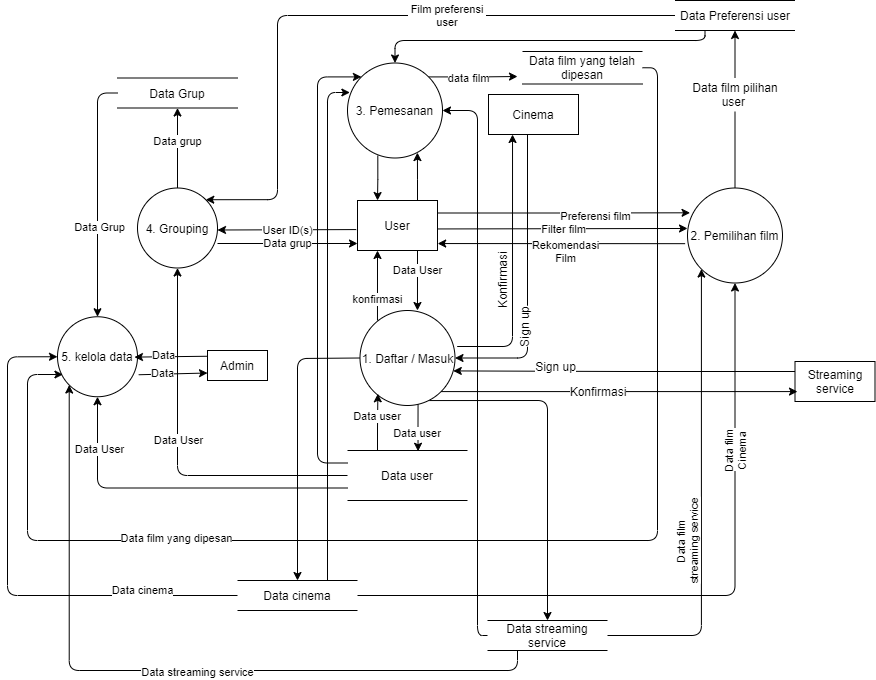 Film preferensi
user
Data Preferensi user
Data film yang telah
dipesan
data film
Data film pilihan
user
Data Grup
3. Pemesanan
Cinema
Data grup
Data Grup
4. Grouping
User ID(s)
Data grup
User
Preferensi film
Filter film
Rekomendasi
Film
2. Pemilihan film
Data User
konfirmasi
Konfirmasi
Sign up
5. kelola data
Data
Data
Admin
1. Daftar / Masuk
Sign up
Konfirmasi
Streaming
service
Data user
Data user
Data User
Data User
Data user
Data film
Cinema
Data film
streaming service
Data film yang dipesan
Data cinema
Data cinema
Data streaming
service
Data streaming service